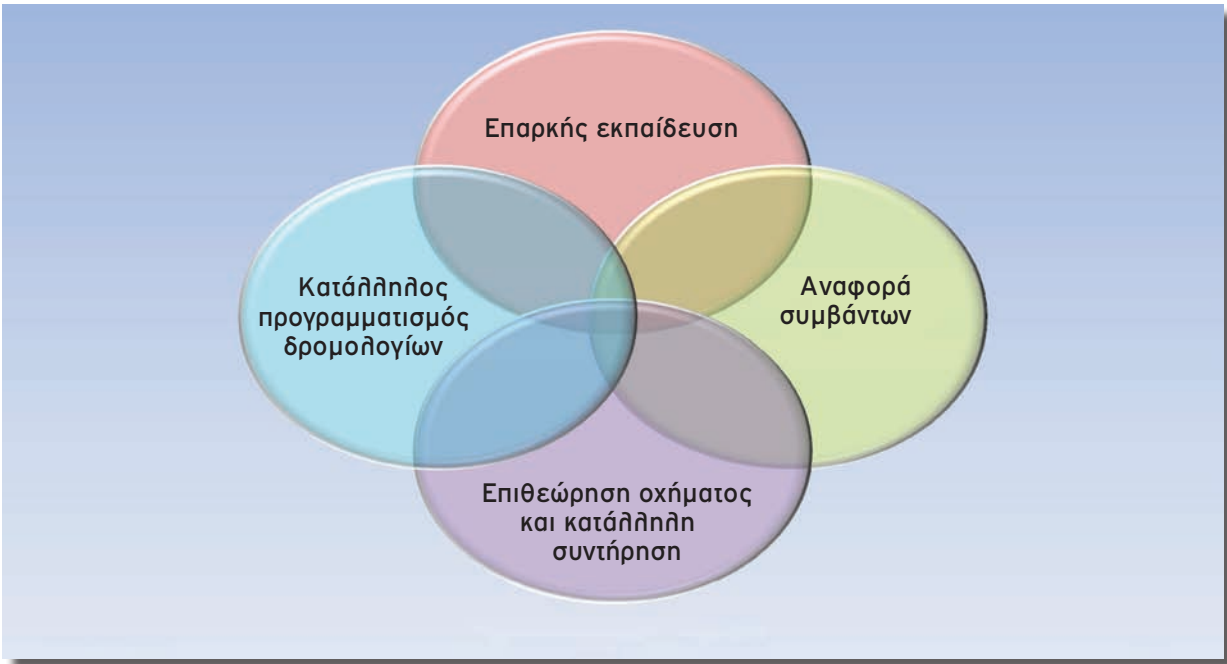 Επαρκής εκπαίδευση
Κατάλληλος
προγραμματισμός
δρομολογίων
Αναφορά
συμβάντων
Επιθεώρηση οχήματος
και κατάλληλη
συντήρηση